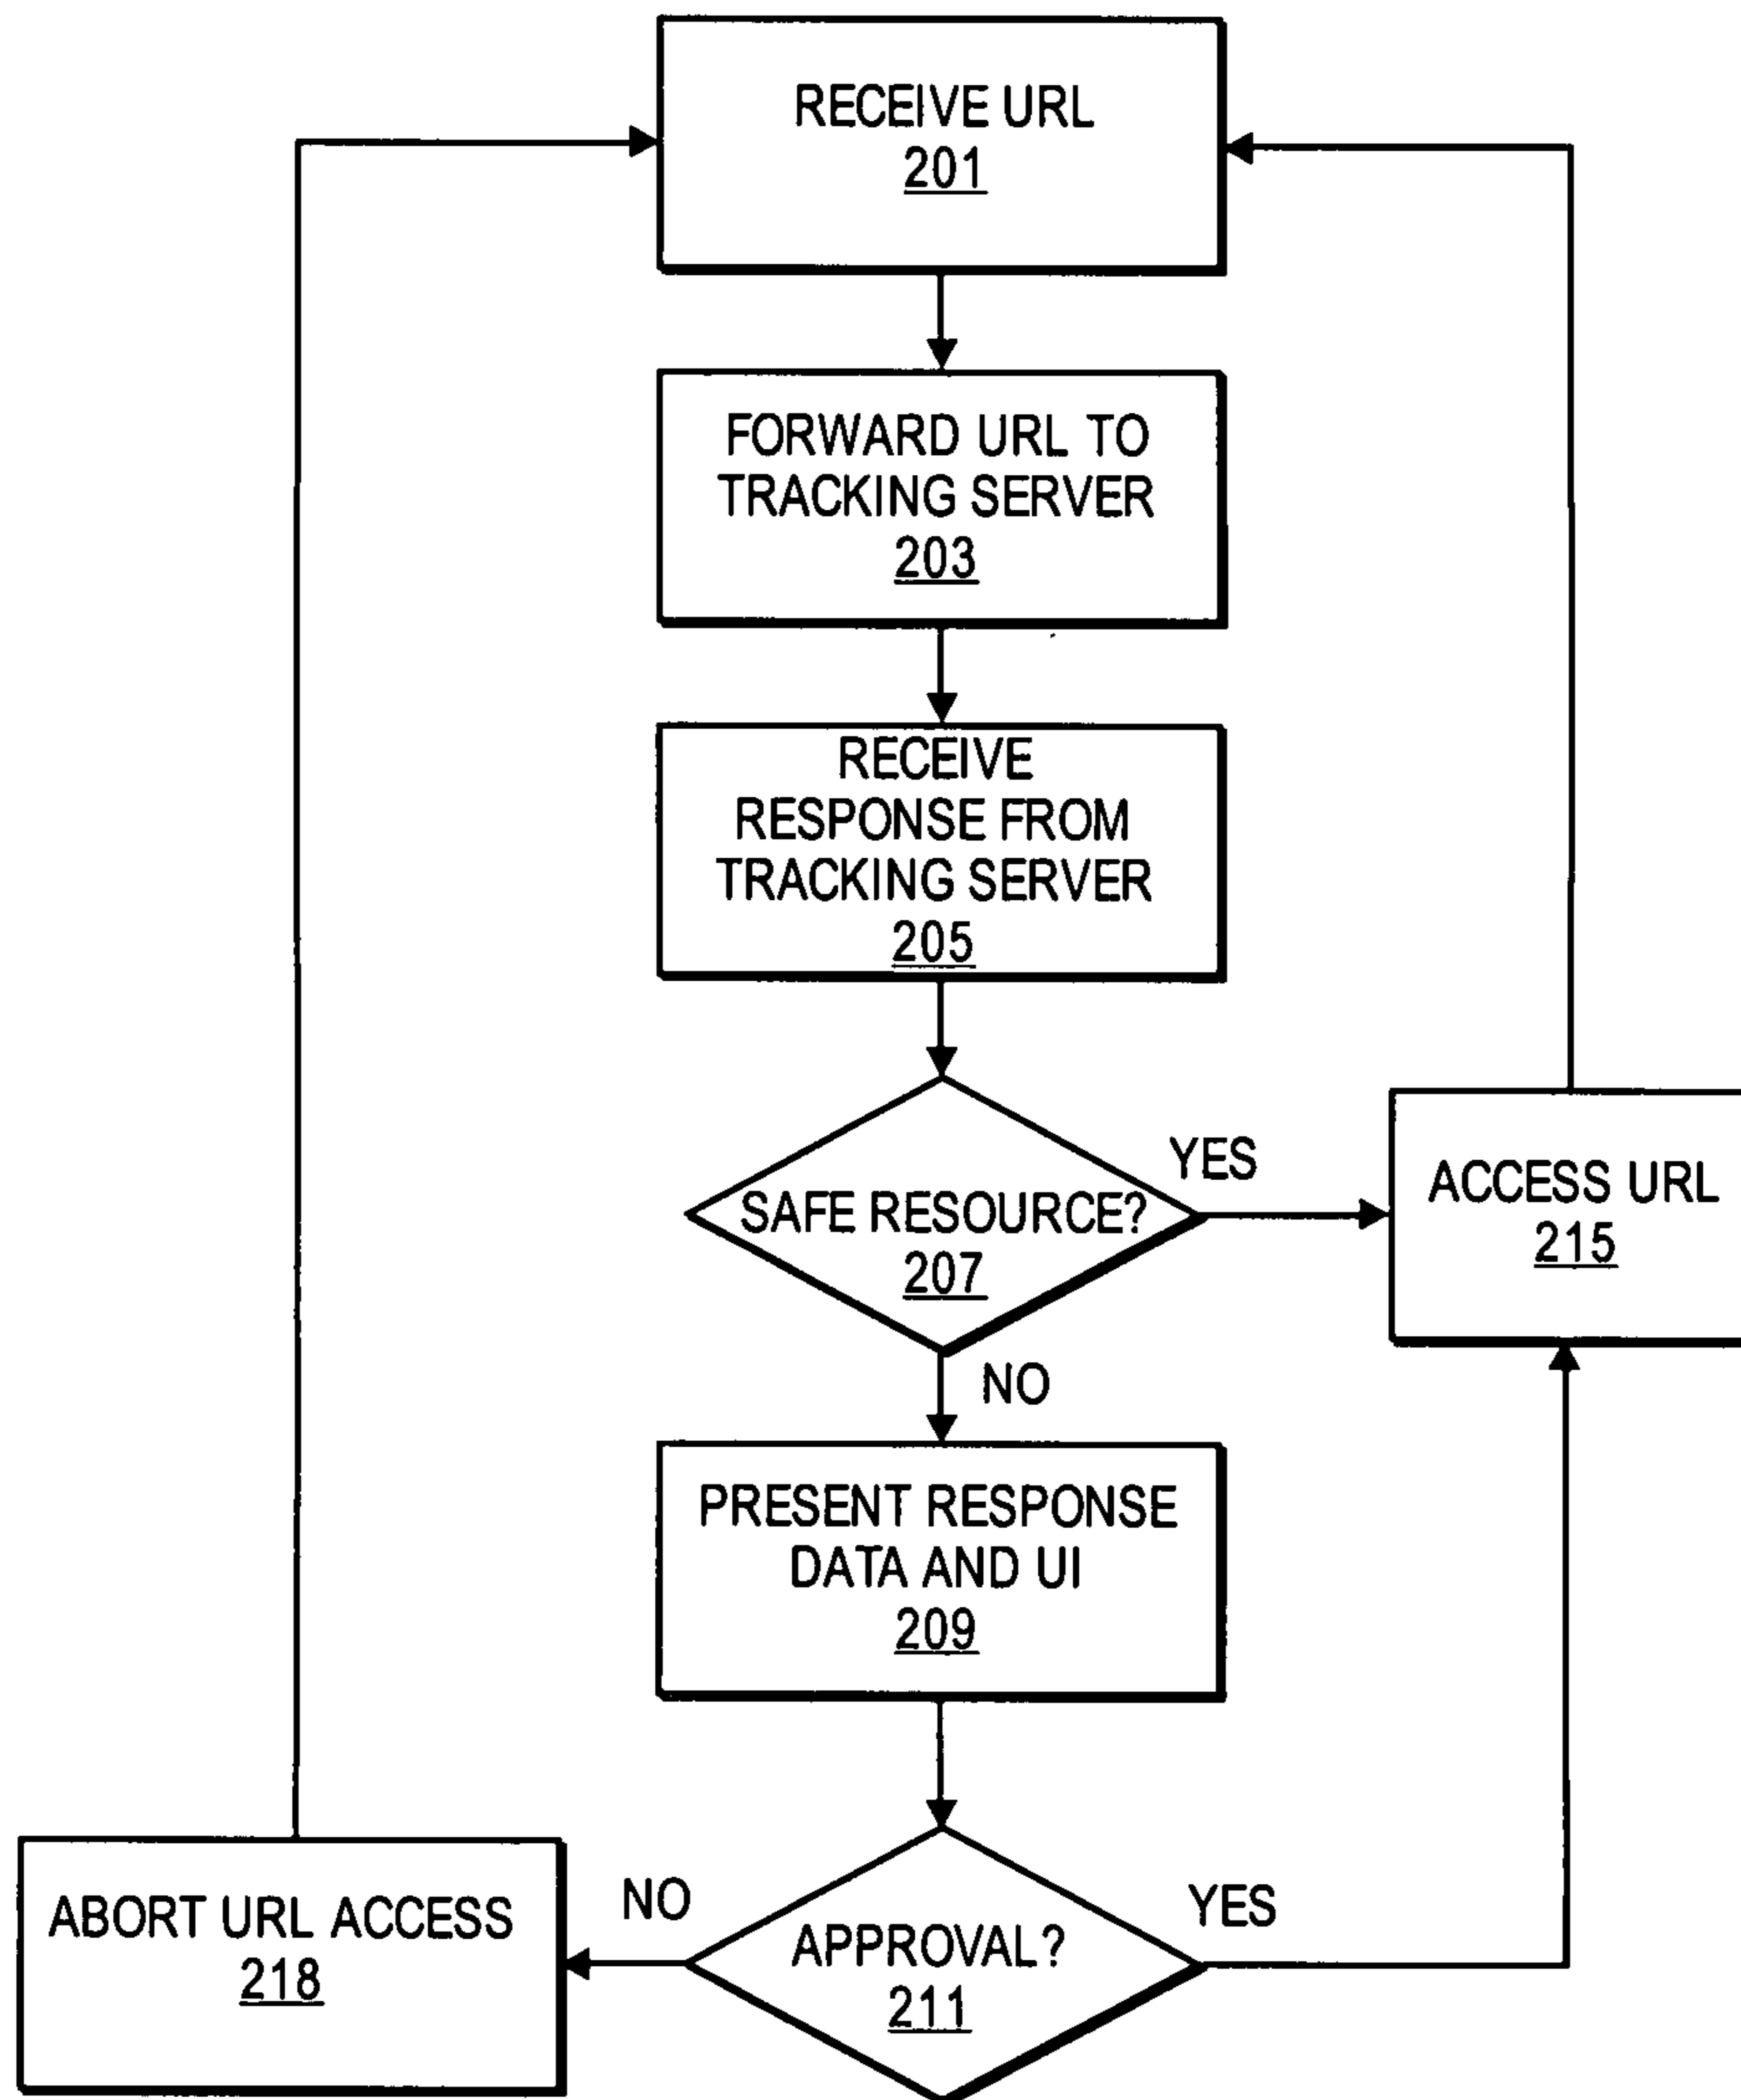 RECEIVE URL
201
FORWARD URL TO
TRACKING SERVER
203
RECEIVE
RESPONSE FROM
TRACKING SERVER
205
YES
SAFE RESOURCE?
207
ACCESS URL
215
NO
PRESENT RESPONSE
DATA AND UI
209
ABORT URL ACCESS
218
NO
APPROVAL?
211
YES